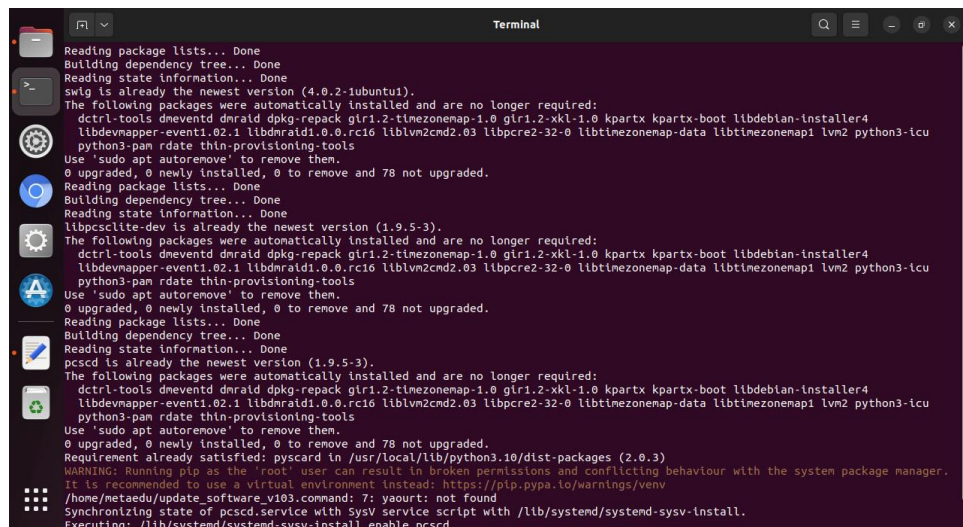 Terminal
Reading package lists... Done
Building dependency tree... Done
Reading state information... Done
swig is already the newest version (4.0.2-1ubuntu1).
The following packages were automatically installed and are no longer required:
dctrl-tools dmeventd dmraid dpkg-repack gir1.2-timezonemap-1.0 gir1.2-xkl-1.0 kpartx kpartx-boot libdebian-installer4
libdevmapper-event1.02.1 libdmraid1.0.0.rc16 liblvm2cmd2.03 libpcre2-32-0 libtimezonemap-data libtimezonemap1 lvm2 python3-icu
python3-pam rdate thin-provisioning-tools
Use 'sudo apt autoremove' to remove them.
0 upgraded, 0 newly installed, 0 to remove and 78 not upgraded.
Reading package lists... Done
Building dependency tree... Done
Reading state information... Done
libpcsclite-dev is already the newest version (1.9.5-3).
The following packages were automatically installed and are no longer required:
dctrl-tools dmeventd dmraid dpkg-repack gir1.2-timezonemap-1.0 gir1.2-xkl-1.0 kpartx kpartx-boot libdebian-installer4
libdevmapper-event1.02.1 libdmraid1.0.0.rc16 liblvm2cmd2.03 libpcre2-32-0 libtimezonemap-data libtimezonemap1 lvm2 python3-icu
python3-pam rdate thin-provisioning-tools
Use 'sudo apt autoremove' to remove them.
0 upgraded, 0 newly installed, 0 to remove and 78 not upgraded.
Reading package lists... Done
Building dependency tree... Done
Reading state information... Done
pcscd is already the newest version (1.9.5-3).
The following packages were automatically installed and are no longer required:
dctrl-tools dmeventd dmraid dpkg-repack gir1.2-timezonemap-1.0 gir1.2-xkl-1.0 kpartx kpartx-boot libdebian-installer4
libdevmapper-event1.02.1 libdmraid1.0.0.rc16 liblvm2cmd2.03 libpcre2-32-0 libtimezonemap-data libtimezonemap1 lvm2 python3-icu
python3-pam rdate thin-provisioning-tools
Use 'sudo apt autoremove' to remove them.
0 upgraded, 0 newly installed, 0 to remove and 78 not upgraded.
Requirement already satisfied: pyscard in /usr/local/lib/python3.10/dist-packages (2.0.3)
WARNING: Running pip as the 'root' user can result in broken permissions and conflicting behaviour with the system package manager.
It is recommended to use a virtual environment instead: https://pip.pypa.io/warnings/venv
/home/metaedu/update_software_v103.command: 7: yaourt: not found
Synchronizing state of pcscd.service with SysV service script with /lib/systemd/systemd-sysv-install.
Executing: /lib/systemd/systemd-sysv-install enable pcscd